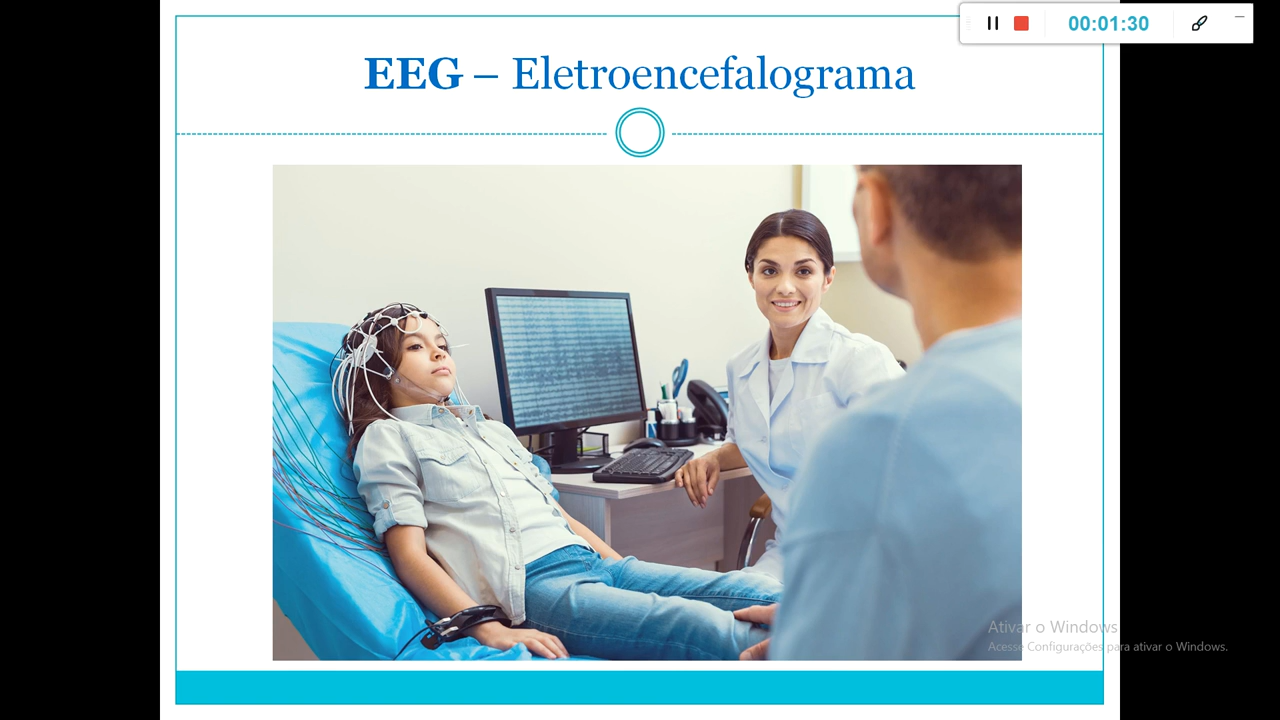 00:01:30
EEG – Eletroencefalograma
Ativar o Windows
Acesse Configurações para ativar o Windows.